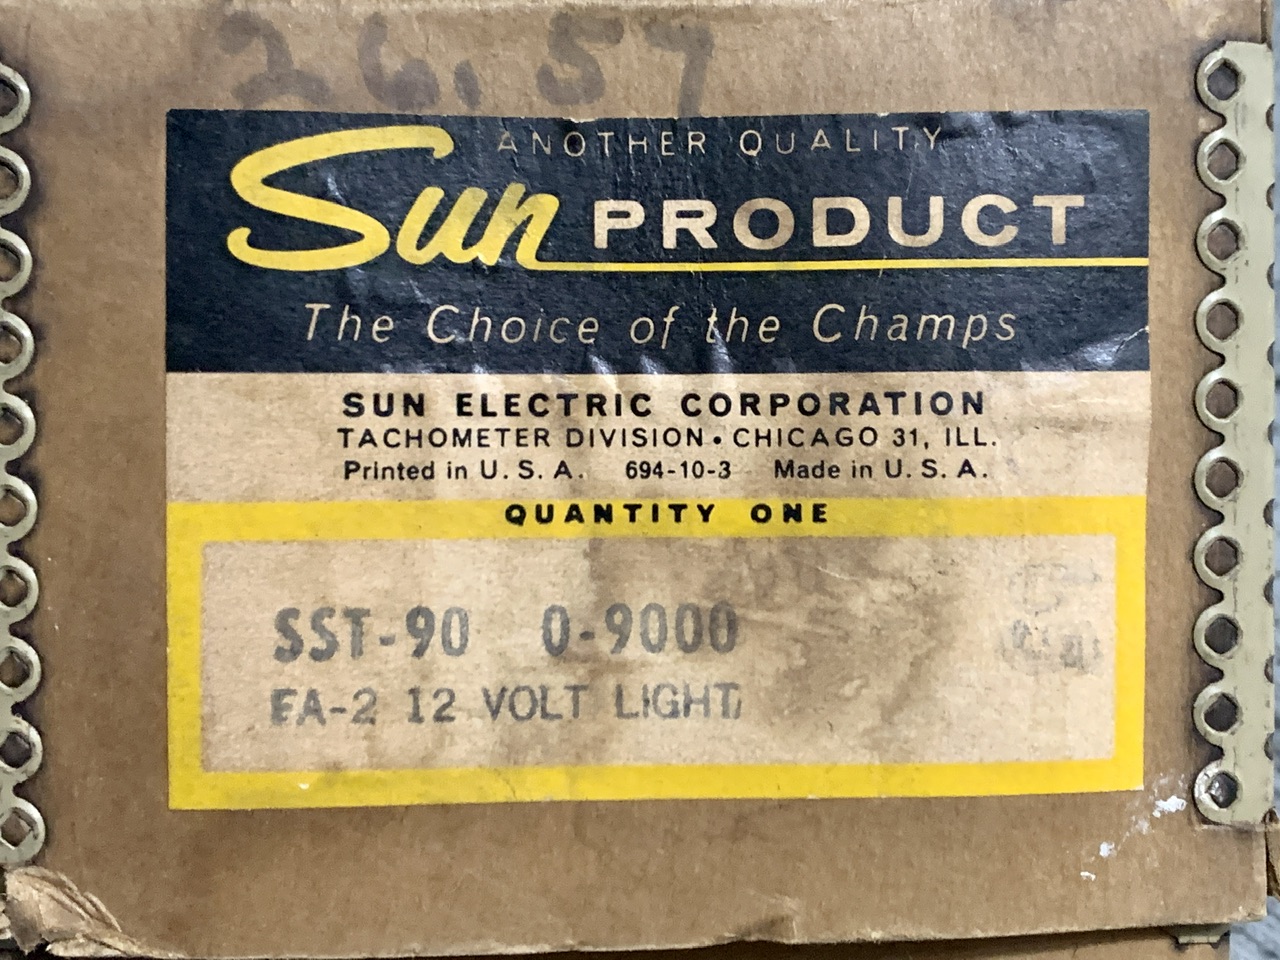 26.57
ANOTHER QUALITY
Sun PRODUCT
The Choice of the Champs
SUN ELECTRIC CORPORATION
TACHOMETER DIVISION • CHICAGO 31, ILL.
Printed in U. S. A. 694-10-3 Made in U. S. A.
QUANTITY ONE
SST-90 0-9000
EA-2 12 VOLT LIGHT